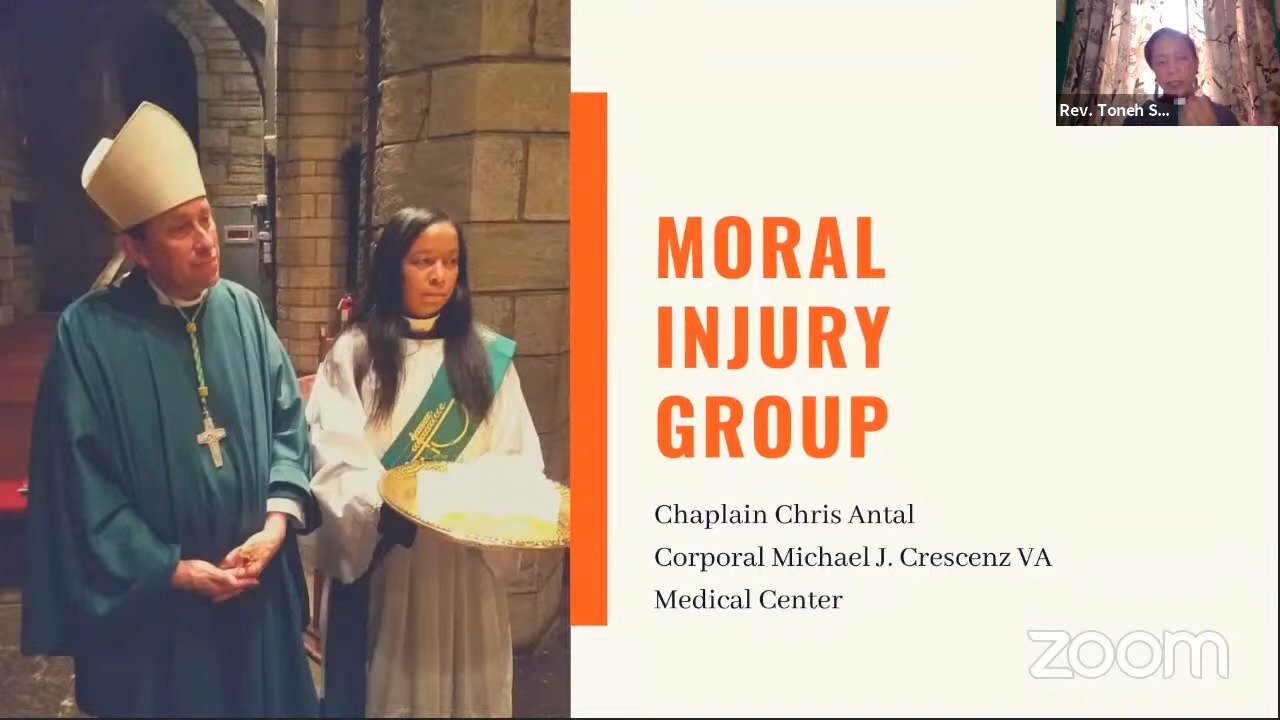 Rev. Toneh S...
MORAL
INJURY
GROUP
Chaplain Chris Antal
Corporal Michael J. Crescenz VA
Medical Center
zoom